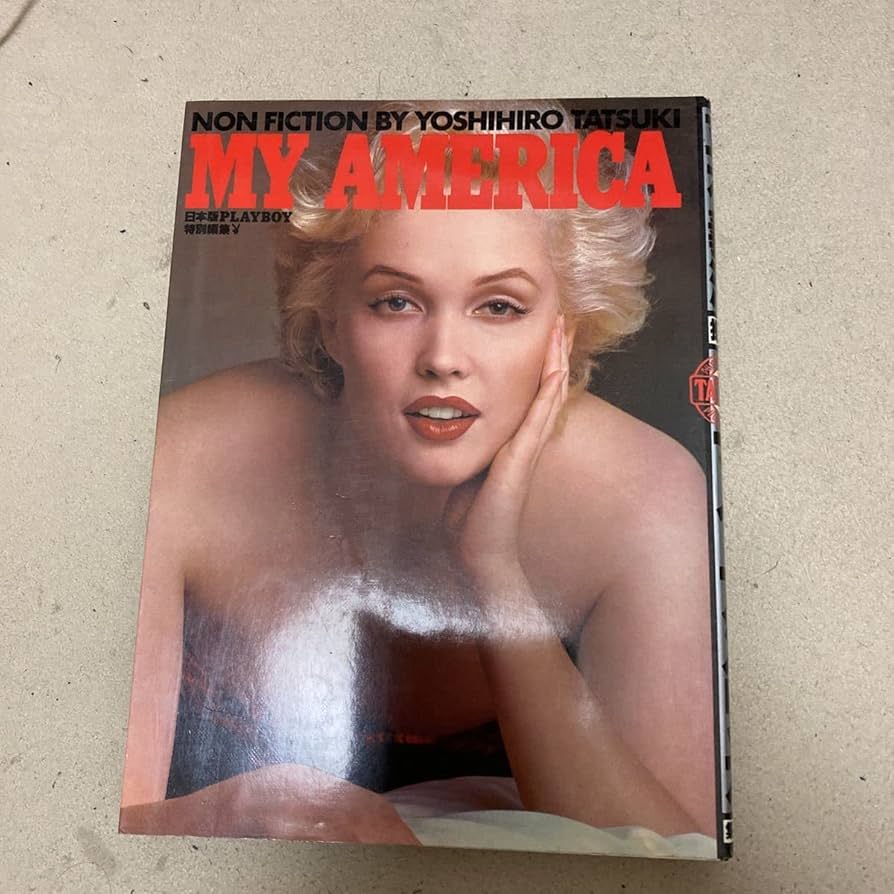 NON FICTION BY YOSHIHIRO TATSUKI
MY AMERICA
日本版PLAYBOY
特別編集
TA